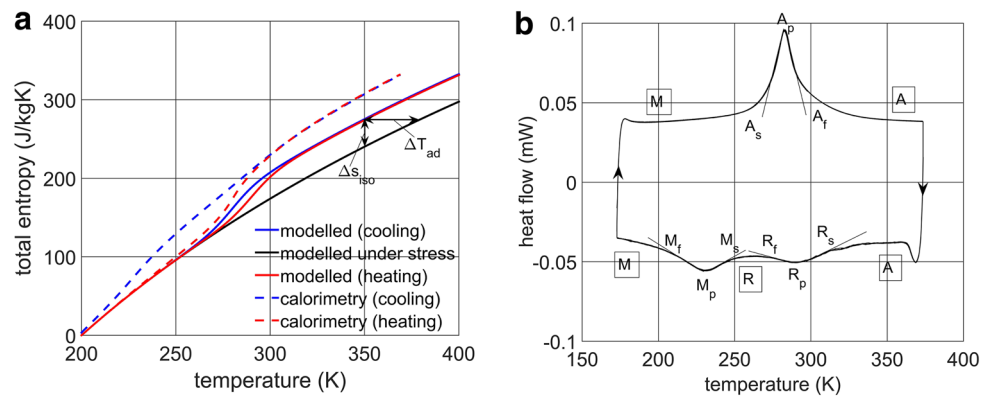 a
total entropy (J/kgK)
400
300
200
100
0
200
250
300
350
400
temperature (K)
ΔT_ad
Δs_iso
modelled (cooling)
modelled under stress
modelled (heating)
calorimetry (cooling)
calorimetry (heating)
b
heat flow (mW)
0.1
0.05
0
-0.05
-0.1
150
200
250
300
350
400
temperature (K)
A_p
M
A
A_s
A_f
M_f
M_s
R_f
R_s
M
M_p
R
R_p
A